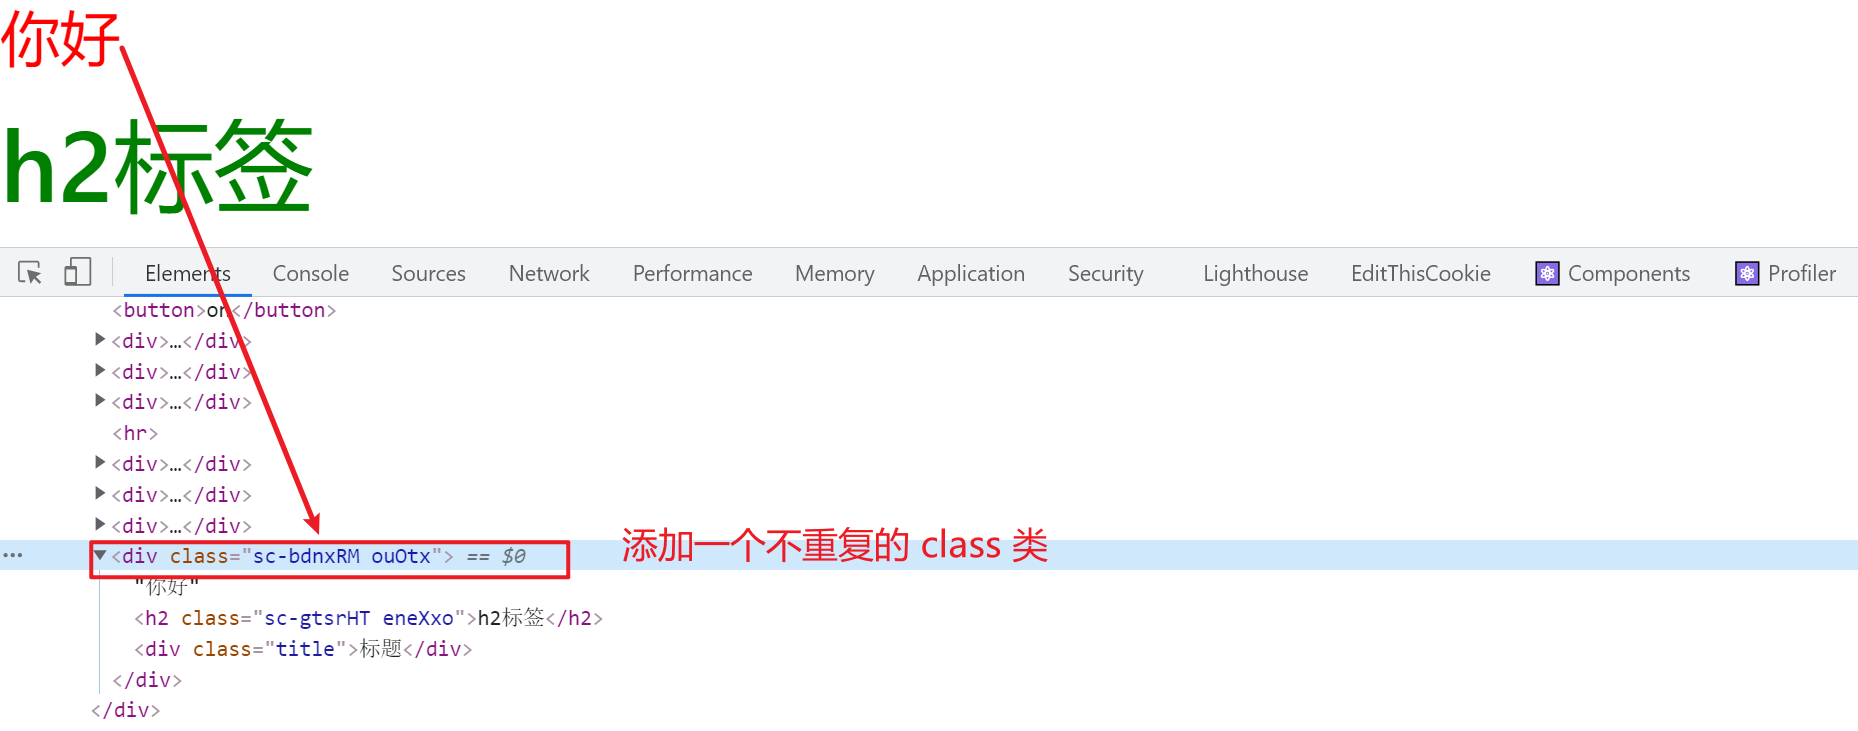 你好
h2标签
Elements Console Sources Network Performance Memory Application Security Lighthouse EditThisCookie Components Profiler
<button>on</button>
<div>…</div>
<div>…</div>
<div>…</div>
<hr>
<div>…</div>
<div>…</div>
<div>…</div>
添加一个不重复的 class 类
<div class="sc-bdnxRM ouOtx"> == $0
"你好"
<h2 class="sc-gtsrHT eneXxo">h2标签</h2>
<div class="title">标题</div>
</div>
</div>